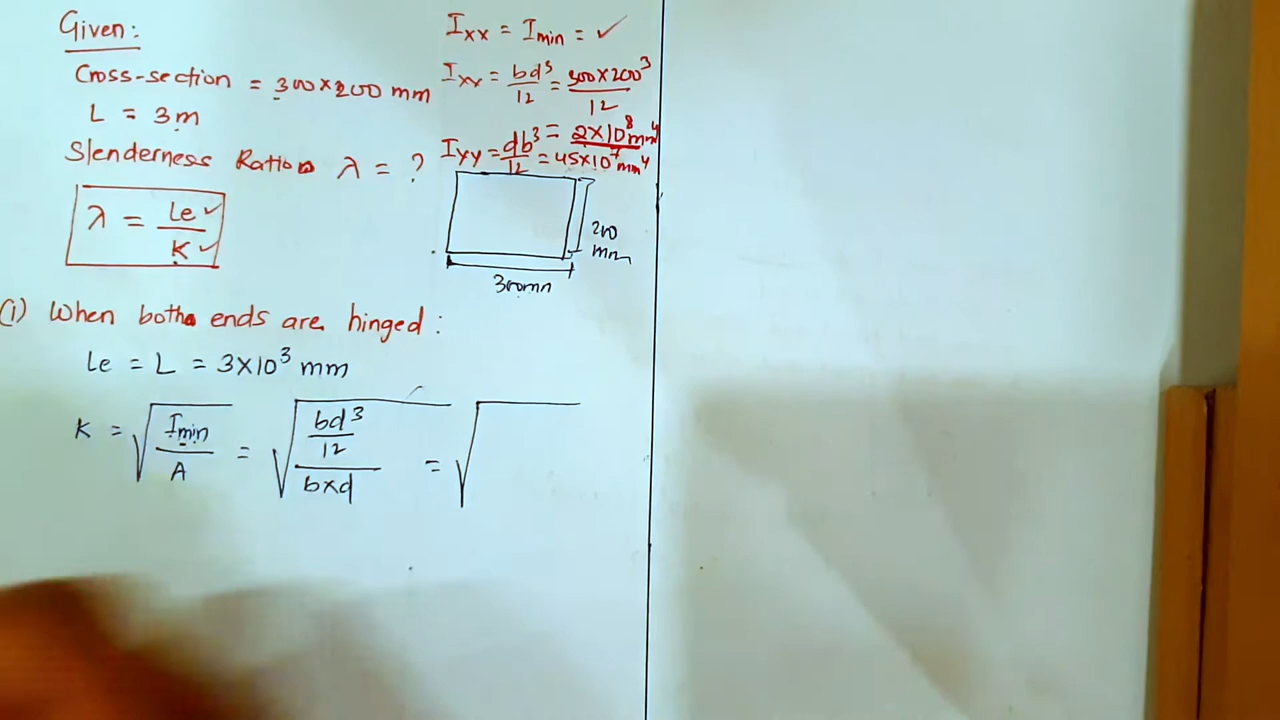 Given:
Cross-section = 300×200 mm
L = 3m
Slenderness Ratio λ = ?
λ = Le / K
Ixx = Imin = ✓
Ixx = bd³/12 = 300×200³/12
= 2×10⁸ mm⁴
Iyy = db³/12 = 45×10⁷ mm⁴
200 mm
300mm
(i) When both ends are hinged :
Le = L = 3×10³ mm
K = √(Imin/A) = √((bd³/12)/(b×d)) = √